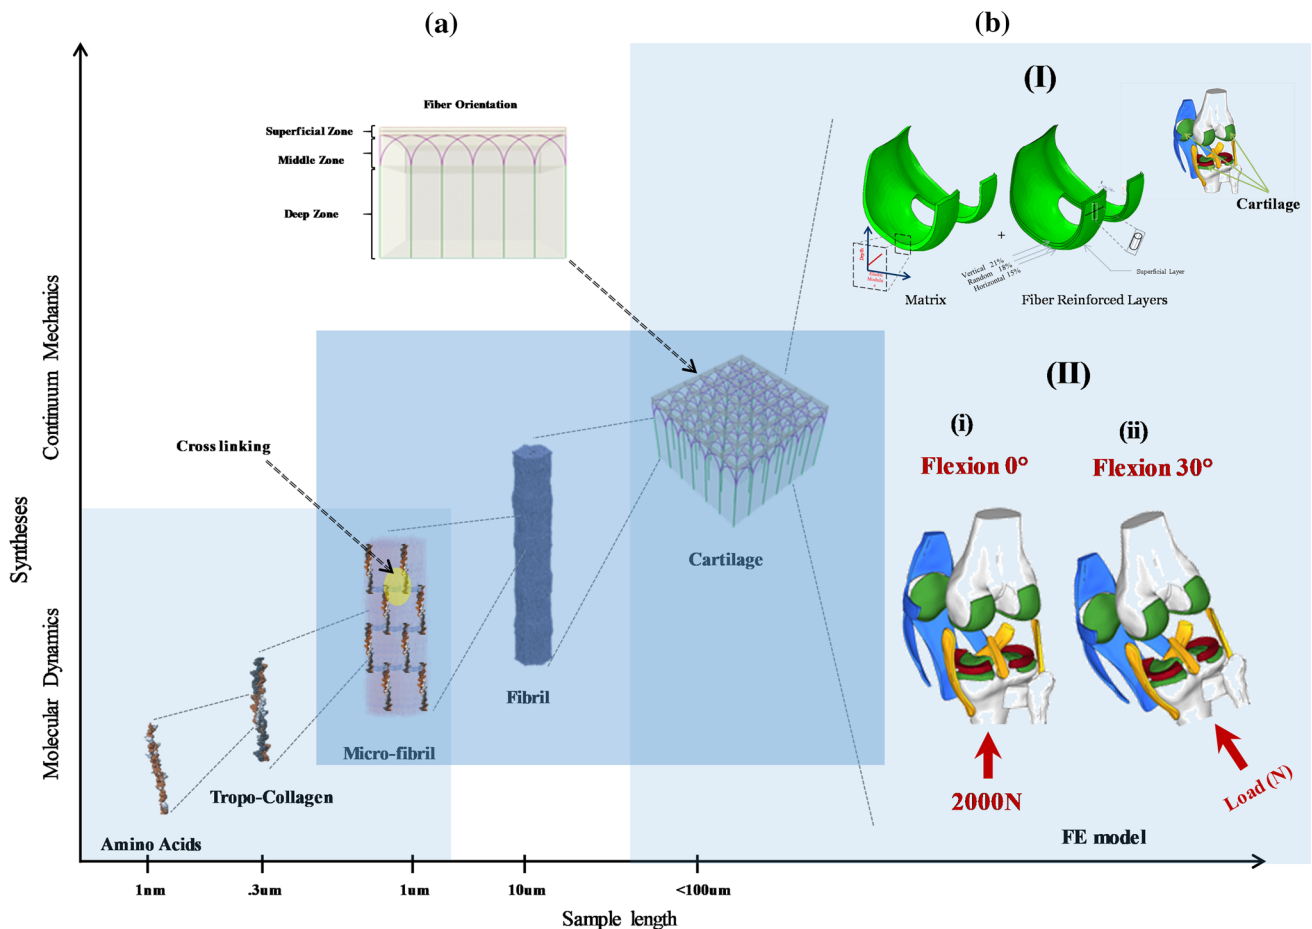 (a)
(b)
Fiber Orientation
Superficial Zone
Middle Zone
Deep Zone
(I)
Cartilage
Depth
+
Vertical 21%
Random 18%
Horizontal 15%
Superficial Layer
Matrix
Fiber Reinforced Layers
(II)
(i)
(ii)
Flexion 0°
Flexion 30°
2000N
Load (N)
FE model
Cross linking
Cartilage
Fibril
Micro-fibril
Tropo-Collagen
Amino Acids
Syntheses
Continuum Mechanics
Molecular Dynamics
1nm
.3um
1um
10um
<100um
Sample length